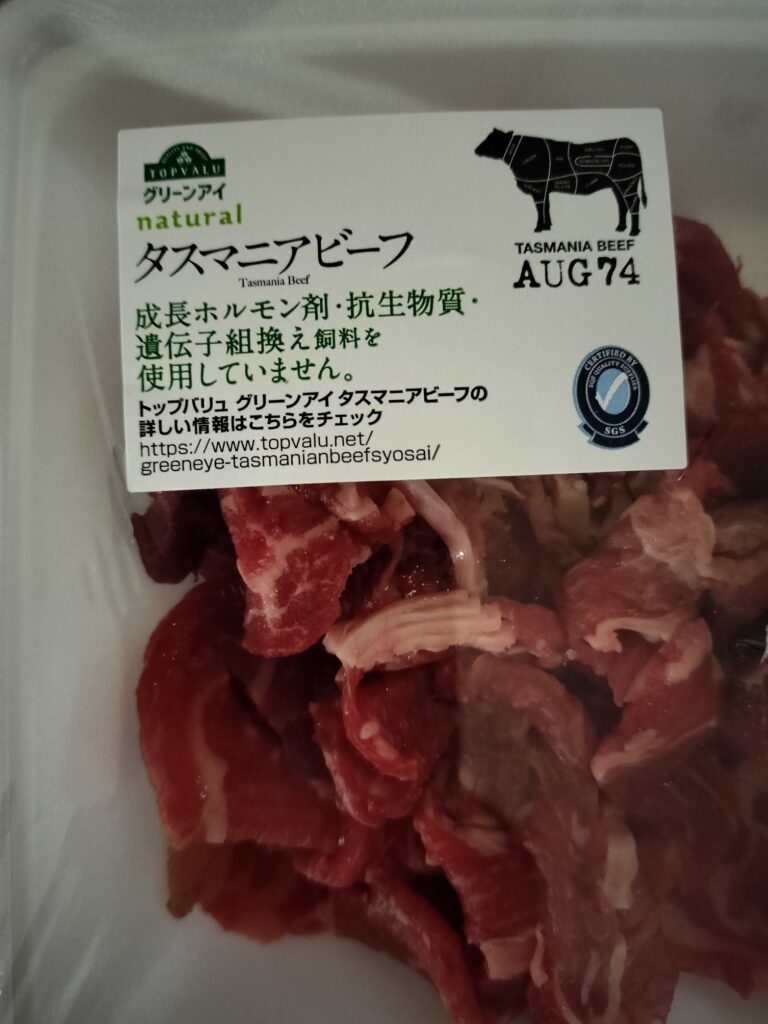 TOPVALU
グリーンアイ
natural
タスマニアビーフ
Tasmania Beef
成長ホルモン剤・抗生物質・
遺伝子組換え飼料を
使用していません。
トップバリュ グリーンアイ タスマニアビーフの
詳しい情報はこちらをチェック
https://www.topvalu.net/
greeneye-tasmanianbeefsyosai/
TASMANIA BEEF
AUG74
CERTIFIED BY
SQF QUALITY SUPPLIER
SGS